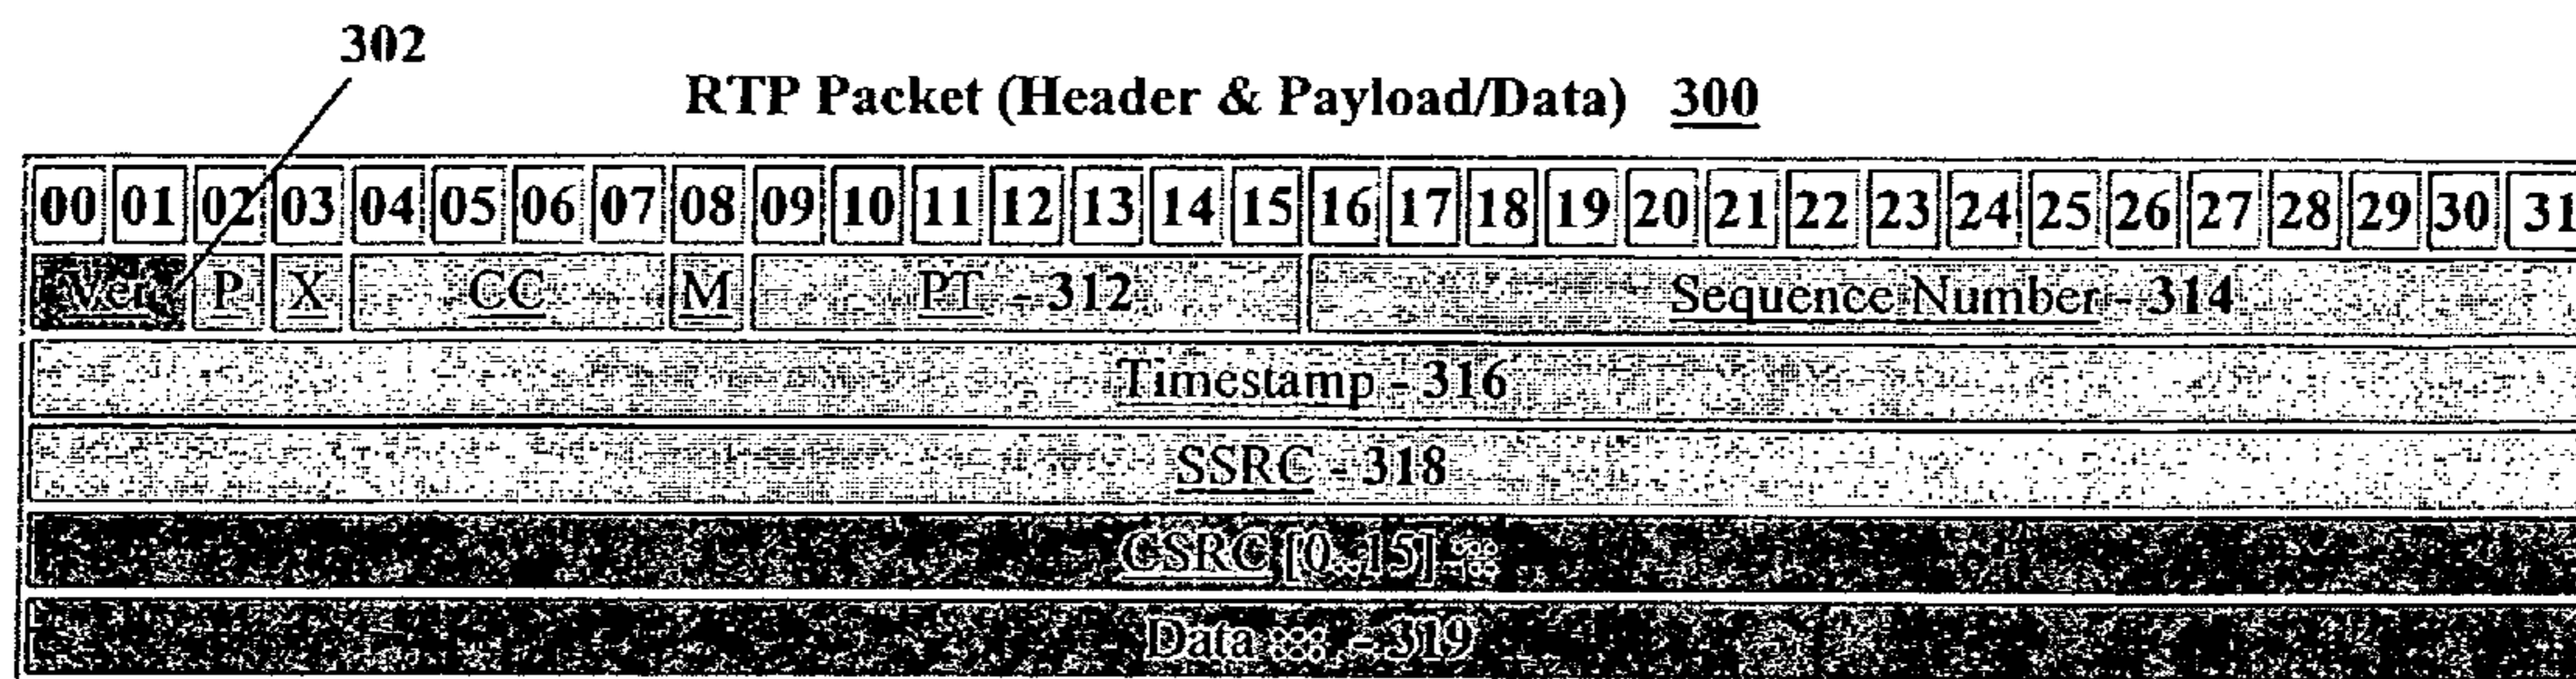 302
RTP Packet (Header & Payload/Data) 300
00 01 02 03 04 05 06 07 08 09 10 11 12 13 14 15 16 17 18 19 20 21 22 23 24 25 26 27 28 29 30 31
Ver. P X CC M PT - 312 Sequence Number - 314
Timestamp - 316
SSRC - 318
CSRC [0..15] :::
Data ::: - 319